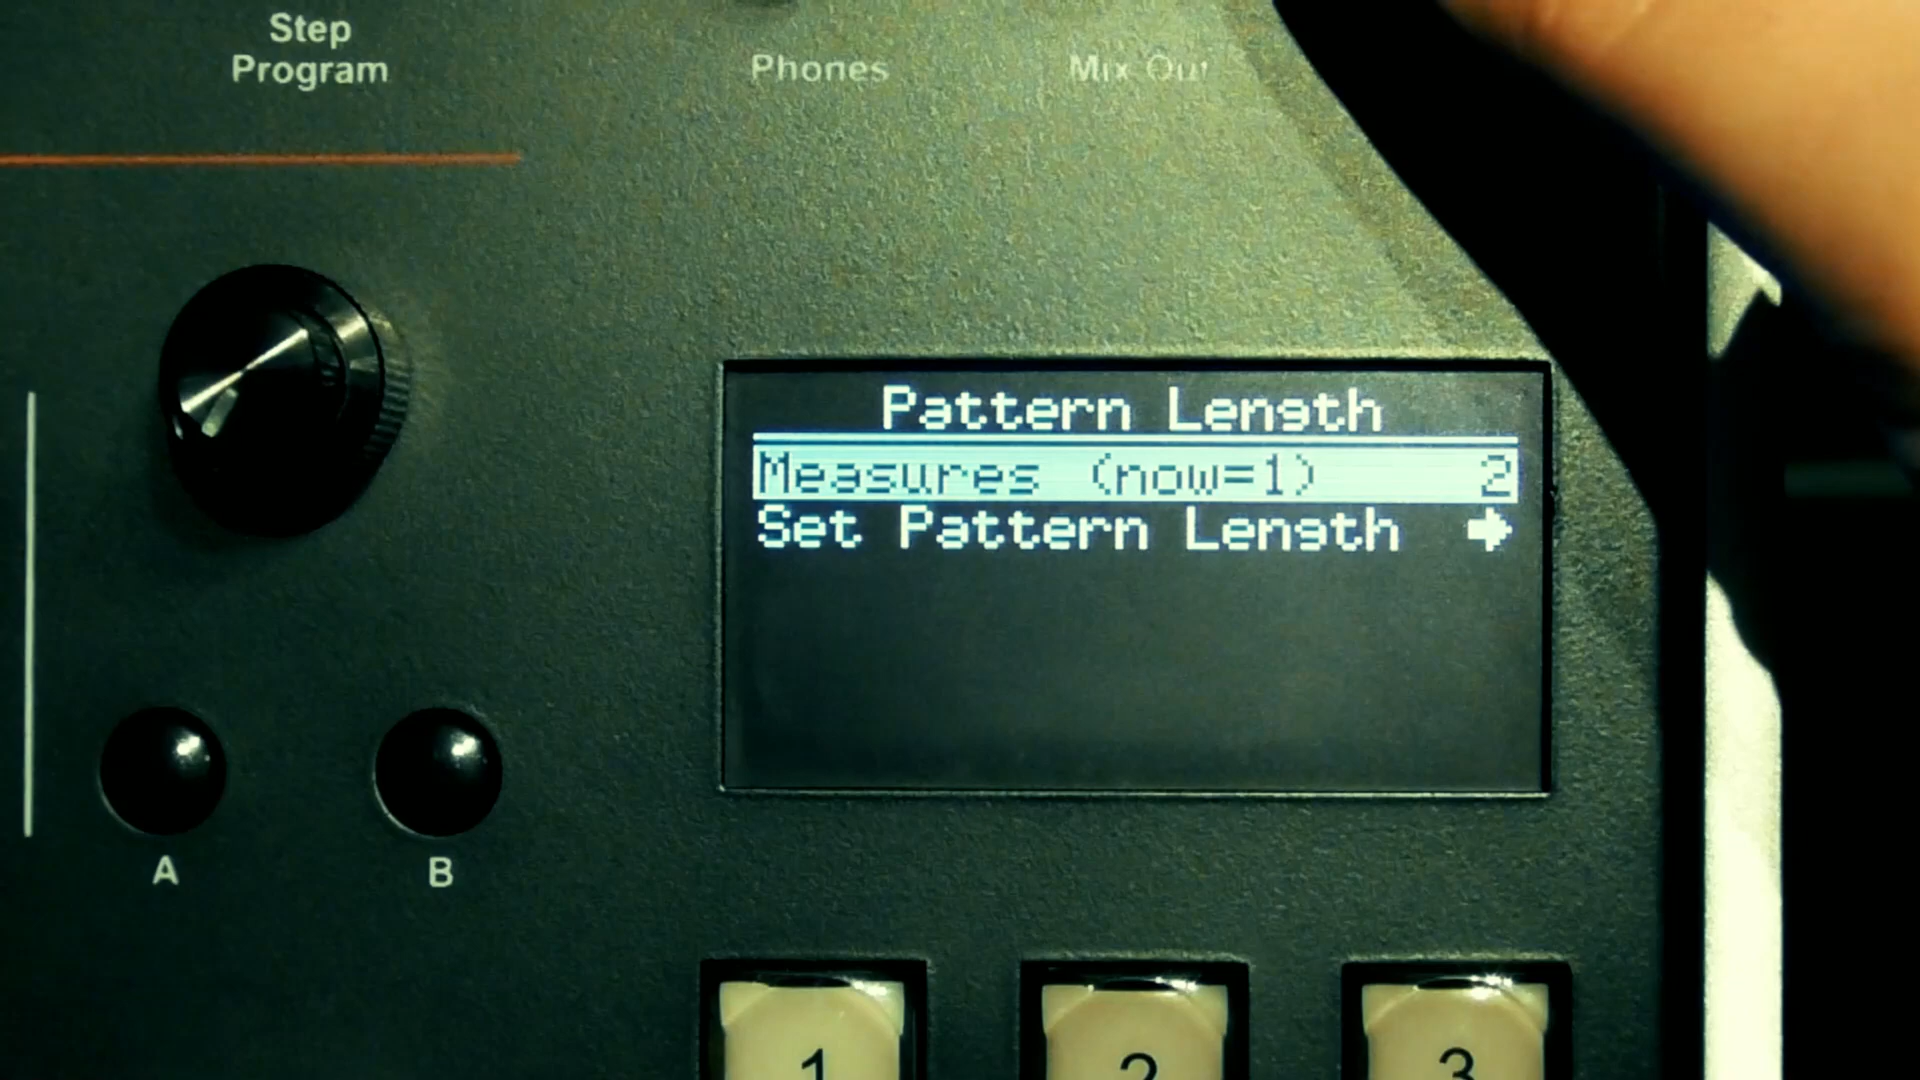 Step
Program
Phones
Mix Out
Pattern Length
Measures (now=1) 2
Set Pattern Length →
A
B
1
2
3